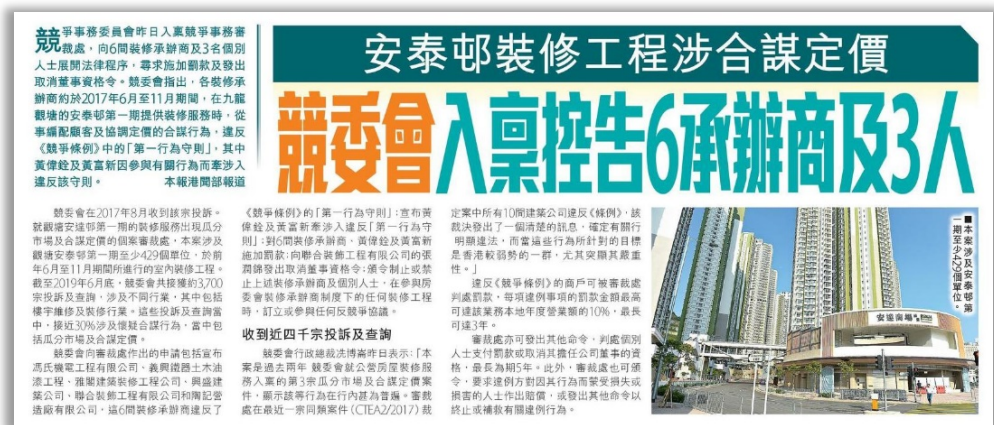 安泰邨裝修工程涉合謀定價
競委會入稟控告6承辦商及3人
競爭事務委員會昨日入稟競爭事務審
裁處，向6間裝修承辦商及3名個別
人士展開法律程序，尋求施加罰款及發出
取消董事資格令。競委會指出，各裝修承
辦商約於2017年6月至11月期間，在九龍
觀塘的安泰邨第一期提供裝修服務時，從
事編配顧客及協調定價的合謀行為，違反
《競爭條例》中的「第一行為守則」，其中
黃偉銓及黃富新因參與有關行為而牽涉入
違反該守則。 本報港聞部報道
競委會在2017年8月收到該宗投訴。
就觀塘安達邨第一期的裝修服務出現瓜分
市場及合謀定價的個案審裁處，本案涉及
觀塘安泰邨第一期至少429個單位，於前
年6月至11月期間所進行的室內裝修工程。
截至2019年6月底，競委會共接獲約3,700
宗投訴及查詢，涉及不同行業，其中包括
樓宇維修及裝修行業。這些投訴及查詢當
中，接近30%涉及懷疑合謀行為，當中包
括瓜分市場及合謀定價。
競委會向審裁處作出的申請包括宣布
馮氏機電工程有限公司、義興鐵器土木油
漆工程、雅閣建築裝修工程公司、興盛建
築公司、聯合裝飾工程有限公司和陶記營
造廠有限公司，這6間裝修承辦商違反了
《競爭條例》的「第一行為守則」；宣布黃
偉銓及黃富新牽涉入違反「第一行為守
則」；對6間裝修承辦商、黃偉銓及黃富新
施加罰款；向聯合裝飾工程有限公司的張
潤錦發出取消董事資格令；頒令制止或禁
止上述裝修承辦商及個別人士，在參與房
委會裝修承辦商制度下的任何裝修工程
時，訂立或參與任何反競爭協議。
收到近四千宗投訴及查詢
競委會行政總裁冼博崙昨日表示：「本
案是過去兩年 競委會就公營房屋裝修服
務入稟的第3宗瓜分市場及合謀定價案
件，顯示該等行為在行內甚為普遍。審裁
處在最近一宗同類案件（CTEA2/2017）裁
定案中所有10間建築公司違反《條例》，該
裁決發出了一個清楚的訊息，確定有關行
明顯違法，而當這些行為所針對的目標
是香港較弱勢的一群，尤其突顯其嚴重
性。」
違反《競爭條例》的商戶可被審裁處
判處罰款，每項違例事項的罰款金額最高
可達該業務本地年度營業額的10%，最長
可達3年。
審裁處亦可發出其他命令，判處個別
人士支付罰款或取消其擔任公司董事的資
格，最長為期5年。此外，審裁處也可頒
令，要求違例方對因其行為而蒙受損失或
損害的人士作出賠償，或發出其他命令以
終止或補救有關違例行為。
■本案涉及安泰邨第
一期至少429個單位。
安達廣場